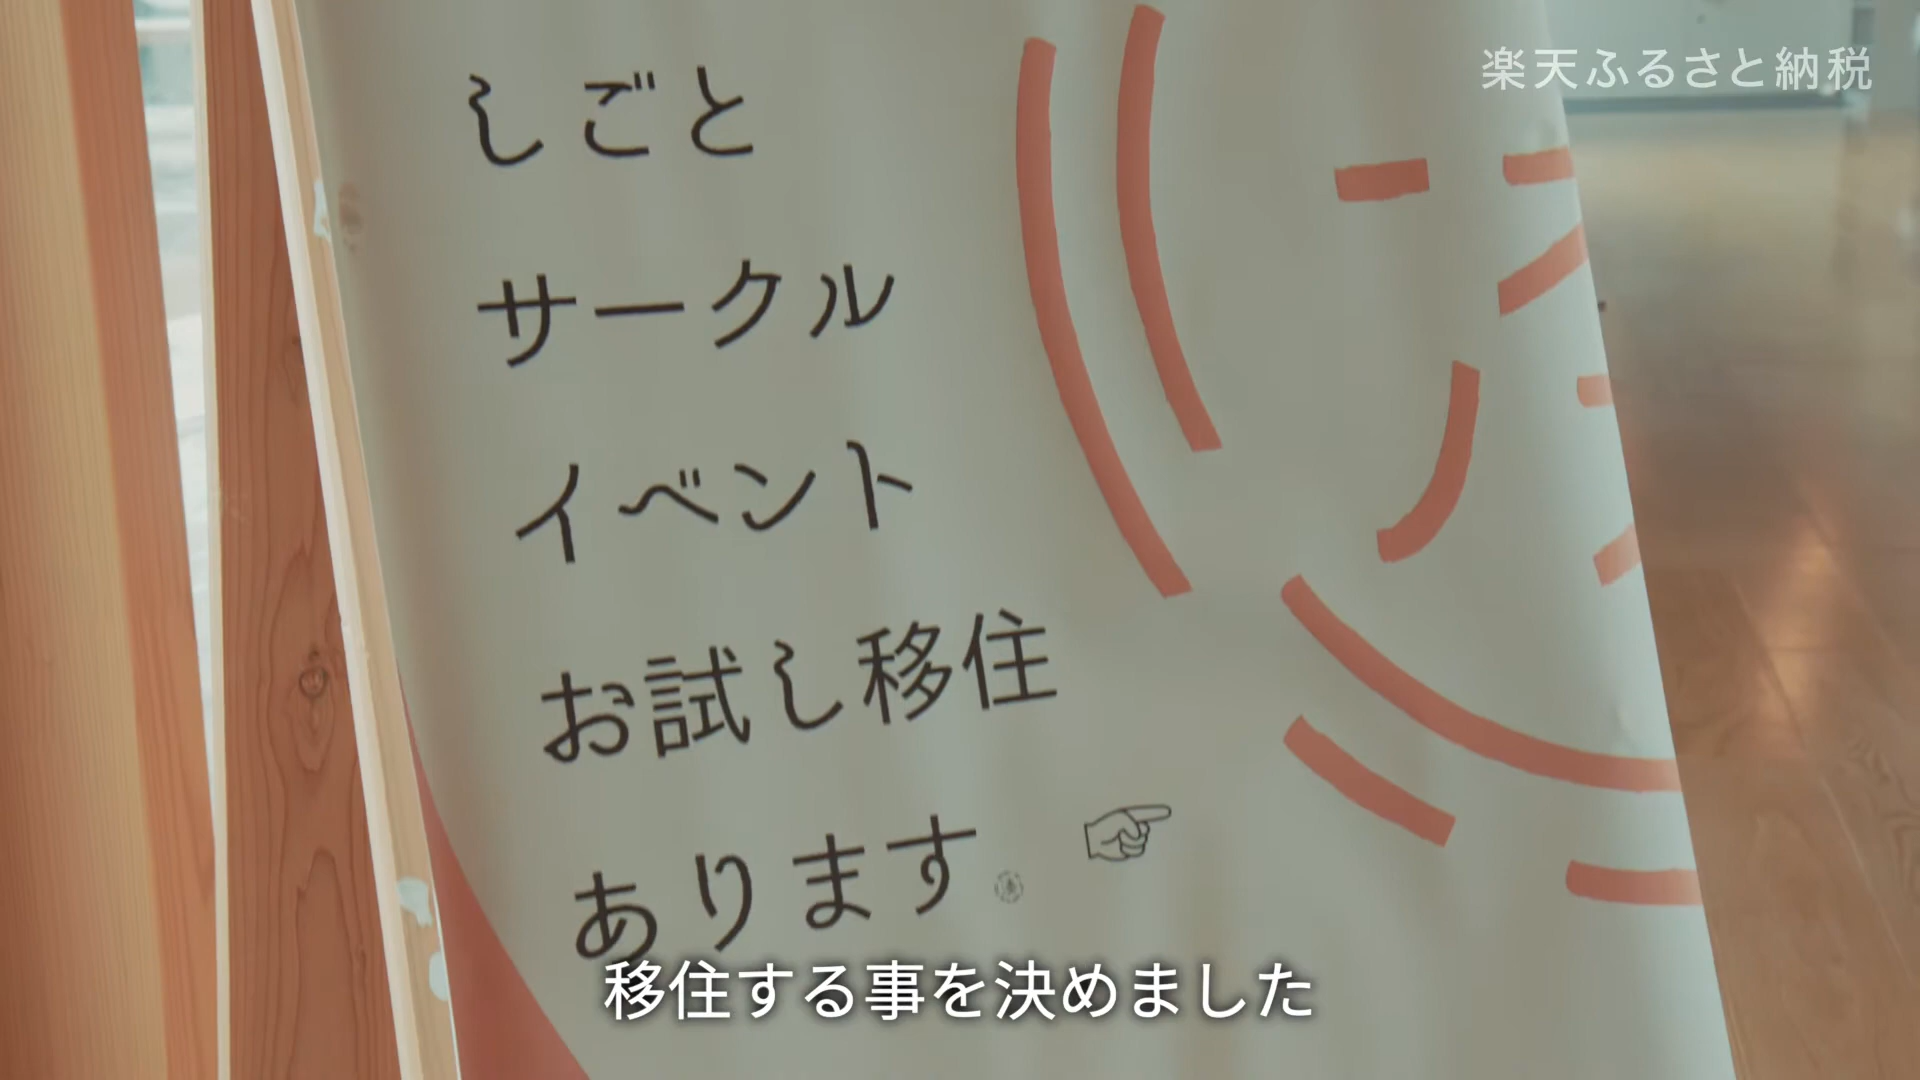 楽天ふるさと納税
しごと
サークル
イベント
お試し移住
あります。
移住する事を決めました